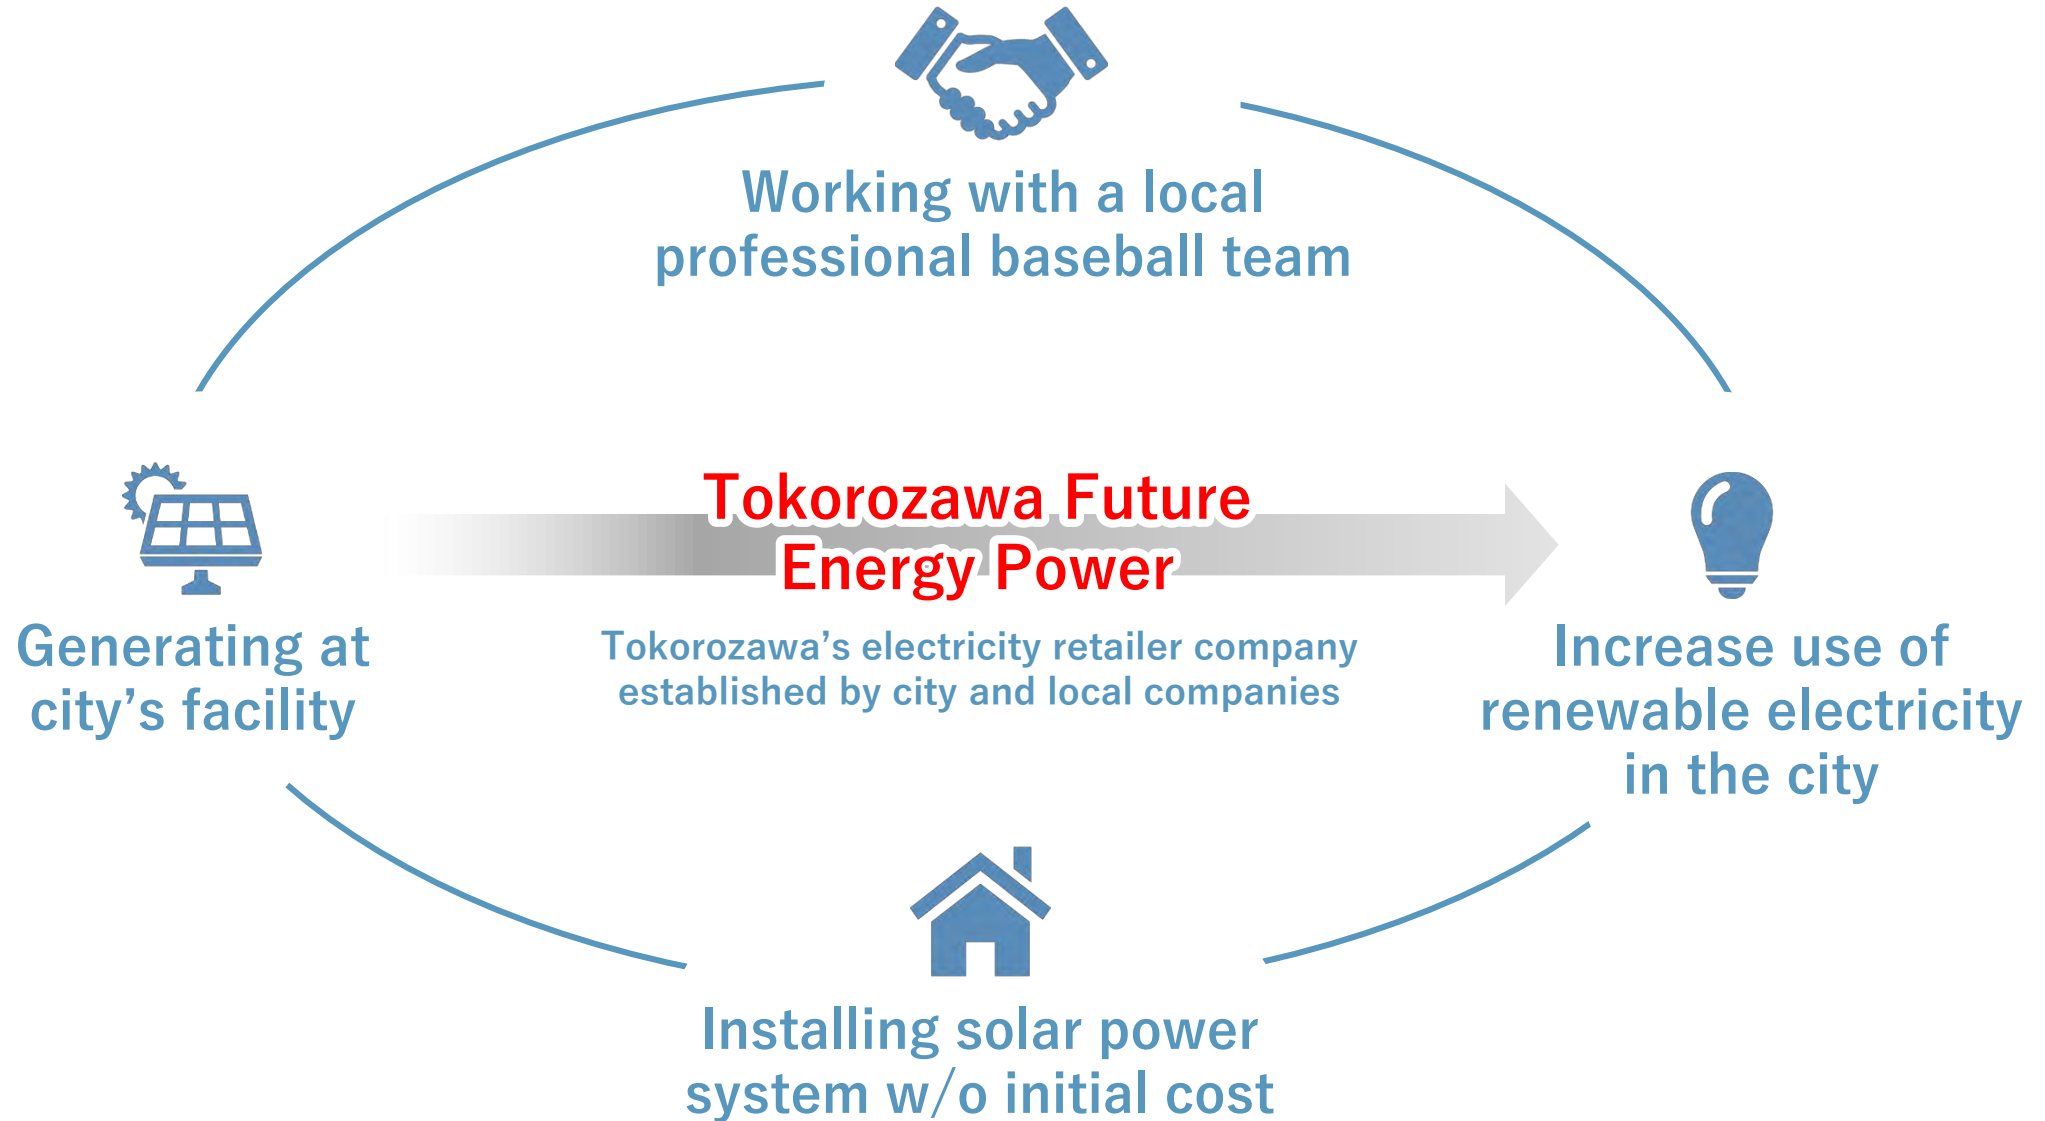 Working with a local
professional baseball team
Tokorozawa Future
Energy Power
Tokorozawa’s electricity retailer company
established by city and local companies
Generating at
city’s facility
Increase use of
renewable electricity
in the city
Installing solar power
system w/o initial cost